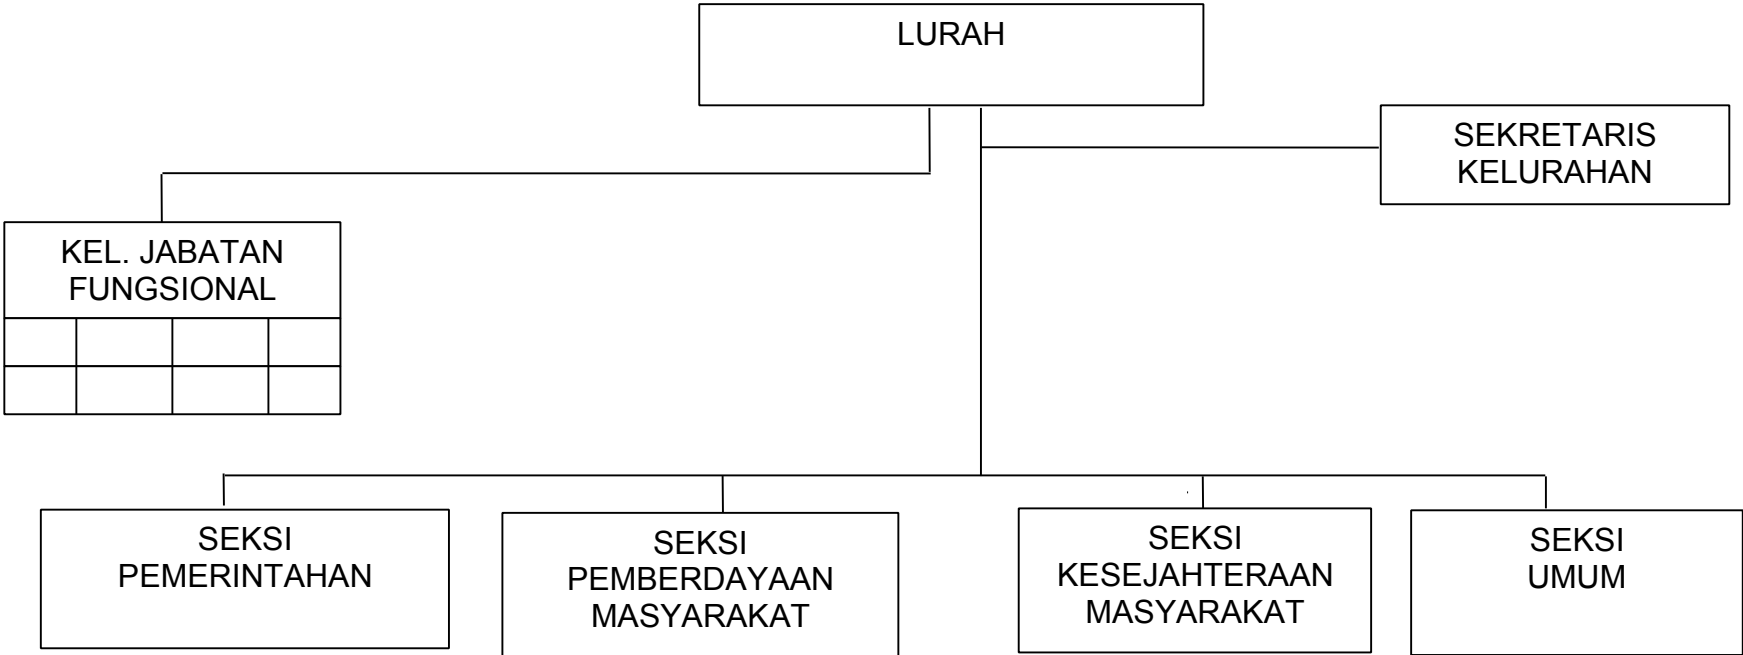 LURAH
SEKRETARIS
KELURAHAN
KEL. JABATAN
FUNGSIONAL
SEKSI
PEMERINTAHAN
SEKSI
PEMBERDAYAAN
MASYARAKAT
SEKSI
KESEJAHTERAAN
MASYARAKAT
SEKSI
UMUM